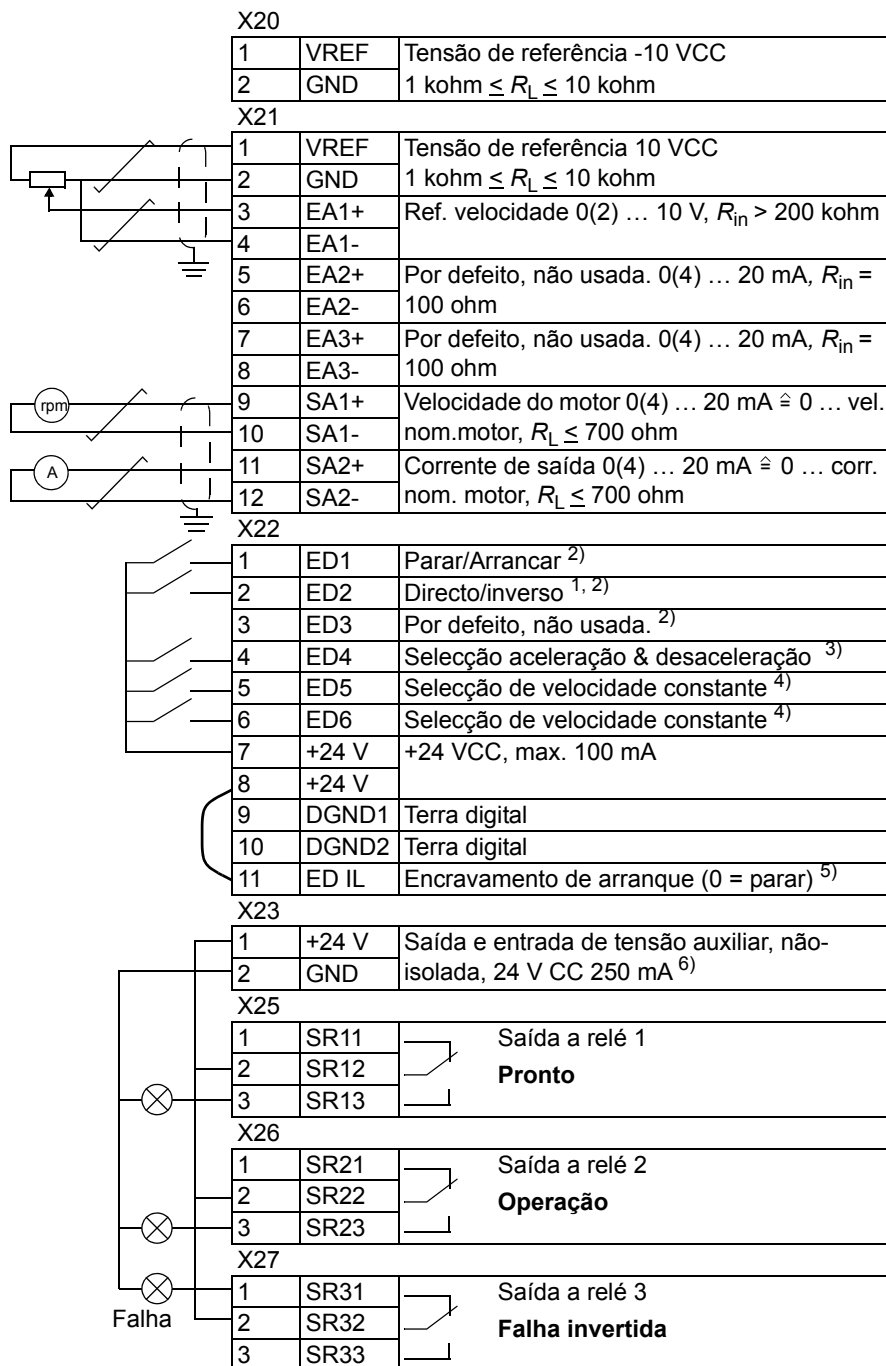 X20
1 VREF Tensão de referência -10 VCC
2 GND 1 kohm ≤ RL ≤ 10 kohm
X21
1 VREF Tensão de referência 10 VCC
2 GND 1 kohm ≤ RL ≤ 10 kohm
3 EA1+ Ref. velocidade 0(2) … 10 V, Rin > 200 kohm
4 EA1-
5 EA2+ Por defeito, não usada. 0(4) … 20 mA, Rin =
6 EA2- 100 ohm
7 EA3+ Por defeito, não usada. 0(4) … 20 mA, Rin =
8 EA3- 100 ohm
rpm 9 SA1+ Velocidade do motor 0(4) … 20 mA ≙ 0 … vel.
10 SA1- nom.motor, RL ≤ 700 ohm
A 11 SA2+ Corrente de saída 0(4) … 20 mA ≙ 0 … corr.
12 SA2- nom. motor, RL ≤ 700 ohm
X22
1 ED1 Parar/Arrancar 2)
2 ED2 Directo/inverso 1, 2)
3 ED3 Por defeito, não usada. 2)
4 ED4 Selecção aceleração & desaceleração 3)
5 ED5 Selecção de velocidade constante 4)
6 ED6 Selecção de velocidade constante 4)
7 +24 V +24 VCC, max. 100 mA
8 +24 V
9 DGND1 Terra digital
10 DGND2 Terra digital
11 ED IL Encravamento de arranque (0 = parar) 5)
X23
1 +24 V Saída e entrada de tensão auxiliar, não-
2 GND isolada, 24 V CC 250 mA 6)
X25
1 SR11 Saída a relé 1
2 SR12 Pronto
3 SR13
X26
1 SR21 Saída a relé 2
2 SR22 Operação
3 SR23
X27
1 SR31 Saída a relé 3
Falha 2 SR32 Falha invertida
3 SR33